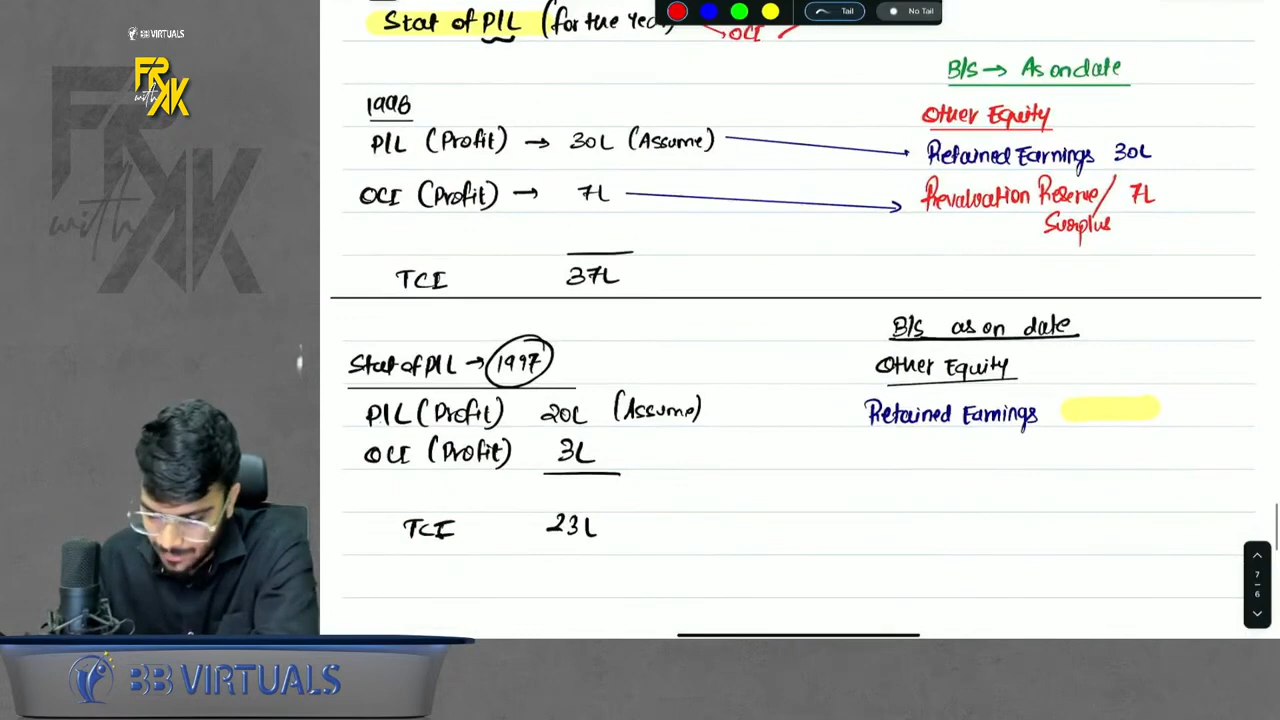 Tail
No Tail
Stat of P/L (for the Year)
OCI
BB VIRTUALS
FR
with
AK
B/S → As on date
1996
Other Equity
P/L (Profit) → 30L (Assume)
Retained Earnings 30L
OCI (Profit) → 7L
Revaluation Reserve/ 7L
Surplus
TCI 37L
B/S as on date
Stat of P/L → 1997
Other Equity
P/L (Profit) 20L (Assume)
Retained Earnings
OCI (Profit) 3L
TCI 23L
7
6
BB VIRTUALS